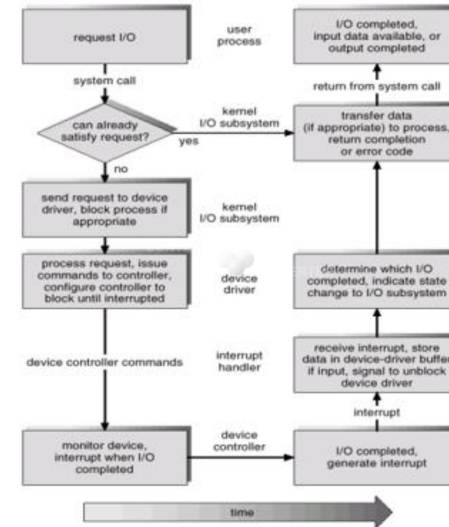 request I/O
user
process
I/O completed,
input data available, or
output completed
system call
return from system call
can already
satisfy request?
yes
no
kernel
I/O subsystem
transfer data
(if appropriate) to process,
return completion
or error code
send request to device
driver, block process if
appropriate
kernel
I/O subsystem
process request, issue
commands to controller,
configure controller to
block until interrupted
device
driver
determine which I/O
completed, indicate state
change to I/O subsystem
device controller commands
interrupt
handler
receive interrupt, store
data in device-driver buffer
if input, signal to unblock
device driver
interrupt
monitor device,
interrupt when I/O
completed
device
controller
I/O completed,
generate interrupt
time